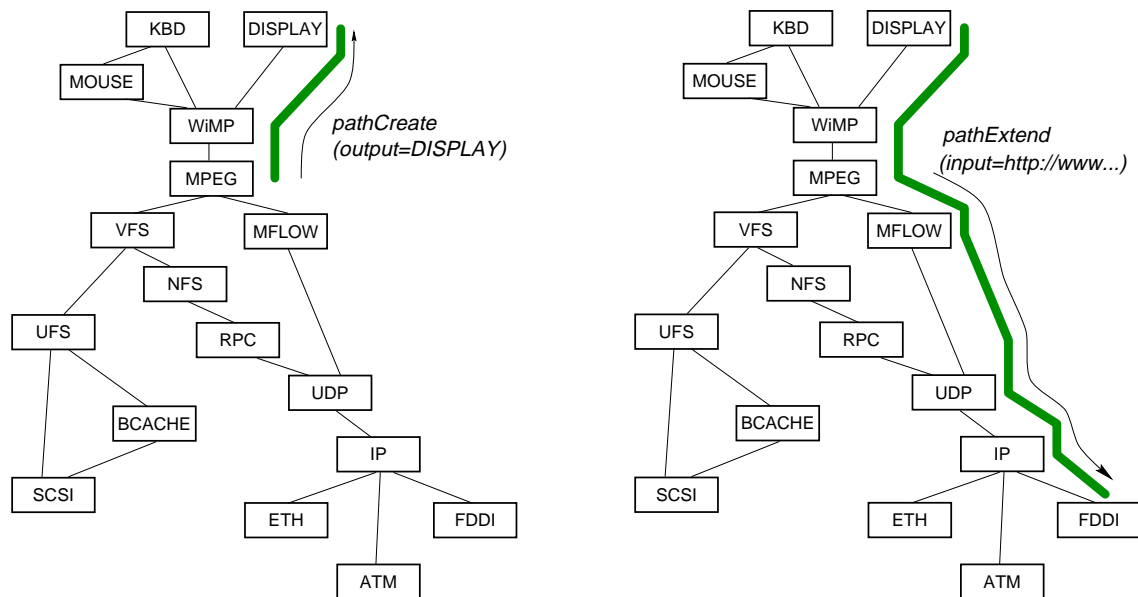 KBD
DISPLAY
MOUSE
WiMP
pathCreate
(output=DISPLAY)
MPEG
VFS
MFLOW
NFS
UFS
RPC
UDP
BCACHE
IP
SCSI
ETH
FDDI
ATM
KBD
DISPLAY
MOUSE
WiMP
pathExtend
(input=http://www...)
MPEG
VFS
MFLOW
NFS
UFS
RPC
UDP
BCACHE
IP
SCSI
ETH
FDDI
ATM